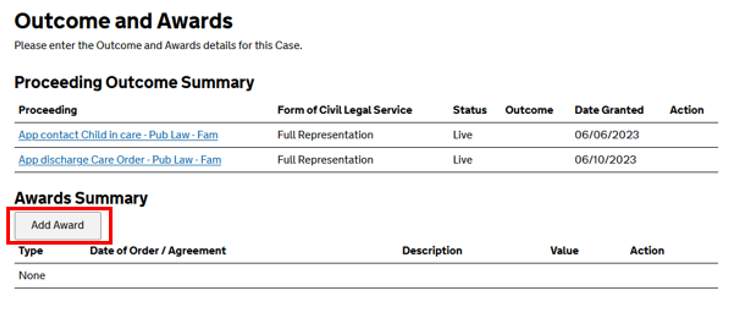 Outcome and Awards
Please enter the Outcome and Awards details for this Case.
Proceeding Outcome Summary
Proceeding Form of Civil Legal Service Status Outcome Date Granted Action
App contact Child in care - Pub Law - Fam Full Representation Live 06/06/2023
App discharge Care Order - Pub Law - Fam Full Representation Live 06/10/2023
Awards Summary
Add Award
Type Date of Order / Agreement Description Value Action
None